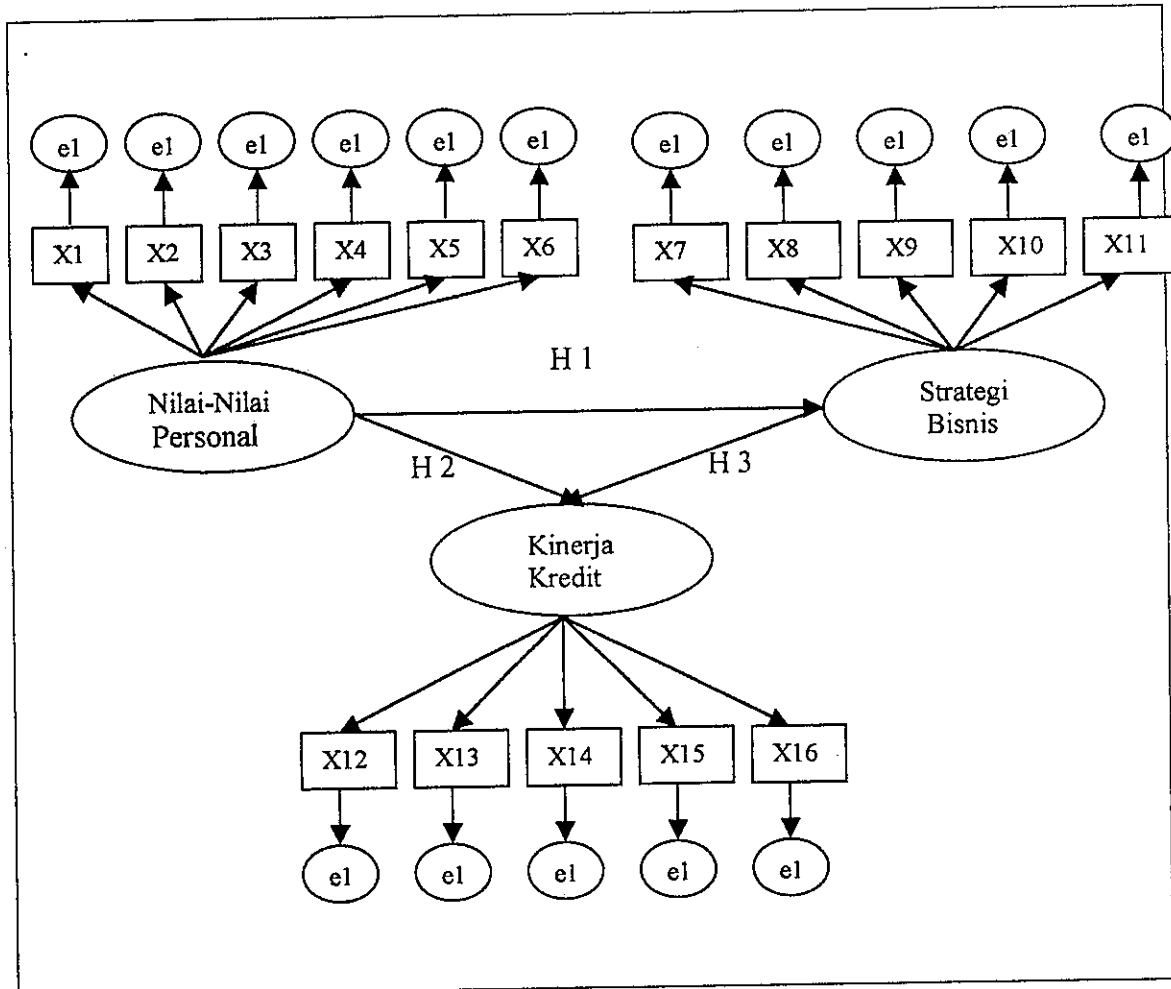 el el el el el el el el el el el
X1 X2 X3 X4 X5 X6 X7 X8 X9 X10 X11
H 1
Nilai-Nilai
Personal
Strategi
Bisnis
H 2 H 3
Kinerja
Kredit
X12 X13 X14 X15 X16
el el el el el